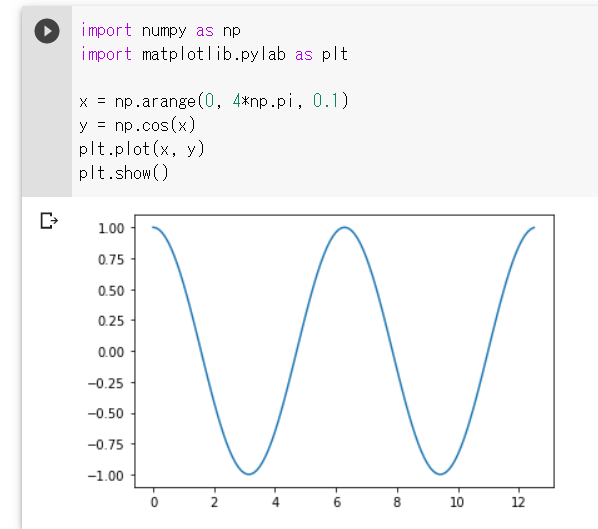 import numpy as np
import matplotlib.pylab as plt
x = np.arange(0, 4*np.pi, 0.1)
y = np.cos(x)
plt.plot(x, y)
plt.show()
1.00
0.75
0.50
0.25
0.00
−0.25
−0.50
−0.75
−1.00
0 2 4 6 8 10 12